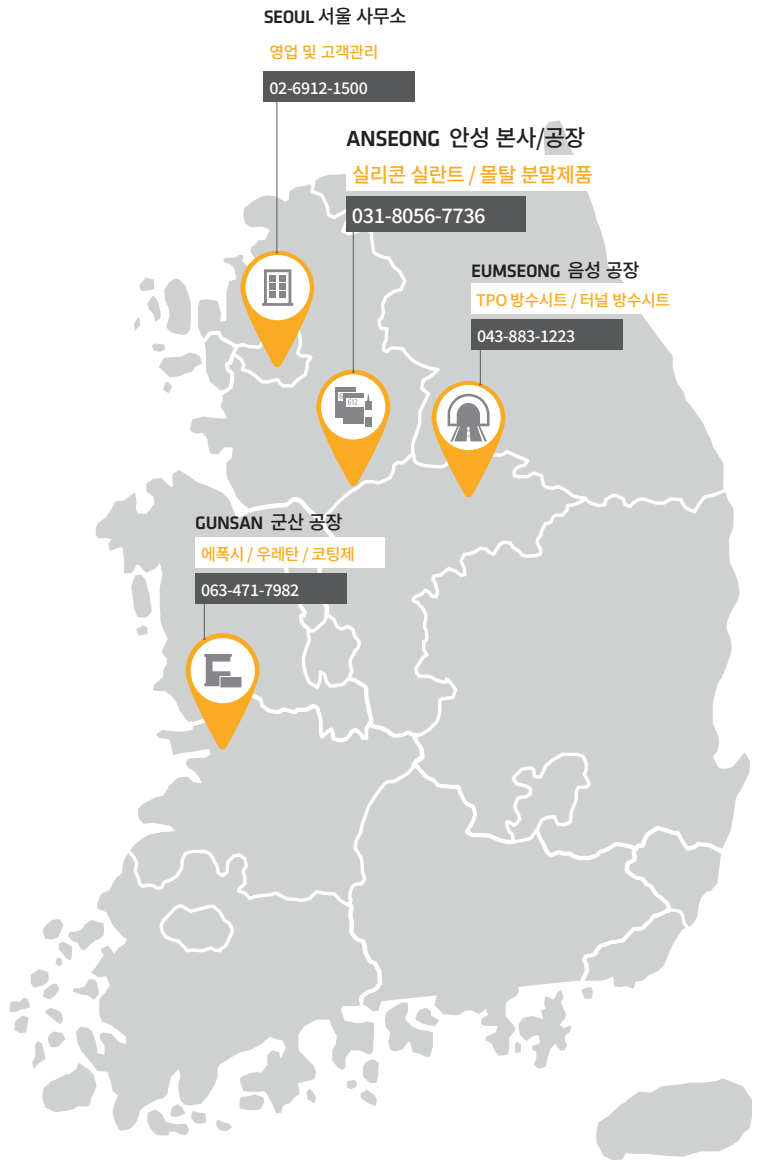 SEOUL 서울 사무소
영업 및 고객관리
02-6912-1500
ANSEONG 안성 본사/공장
실리콘 실란트 / 몰탈 분말제품
031-8056-7736
EUMSEONG 음성 공장
TPO 방수시트 / 터널 방수시트
043-883-1223
612
GUNSAN 군산 공장
에폭시 / 우레탄 / 코팅제
063-471-7982